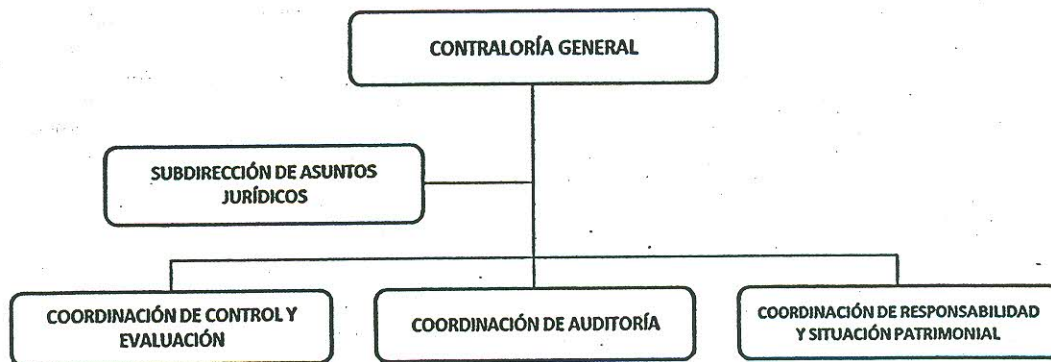 CONTRALORÍA GENERAL
SUBDIRECCIÓN DE ASUNTOS
JURÍDICOS
COORDINACIÓN DE CONTROL Y
EVALUACIÓN
COORDINACIÓN DE AUDITORÍA
COORDINACIÓN DE RESPONSABILIDAD
Y SITUACIÓN PATRIMONIAL